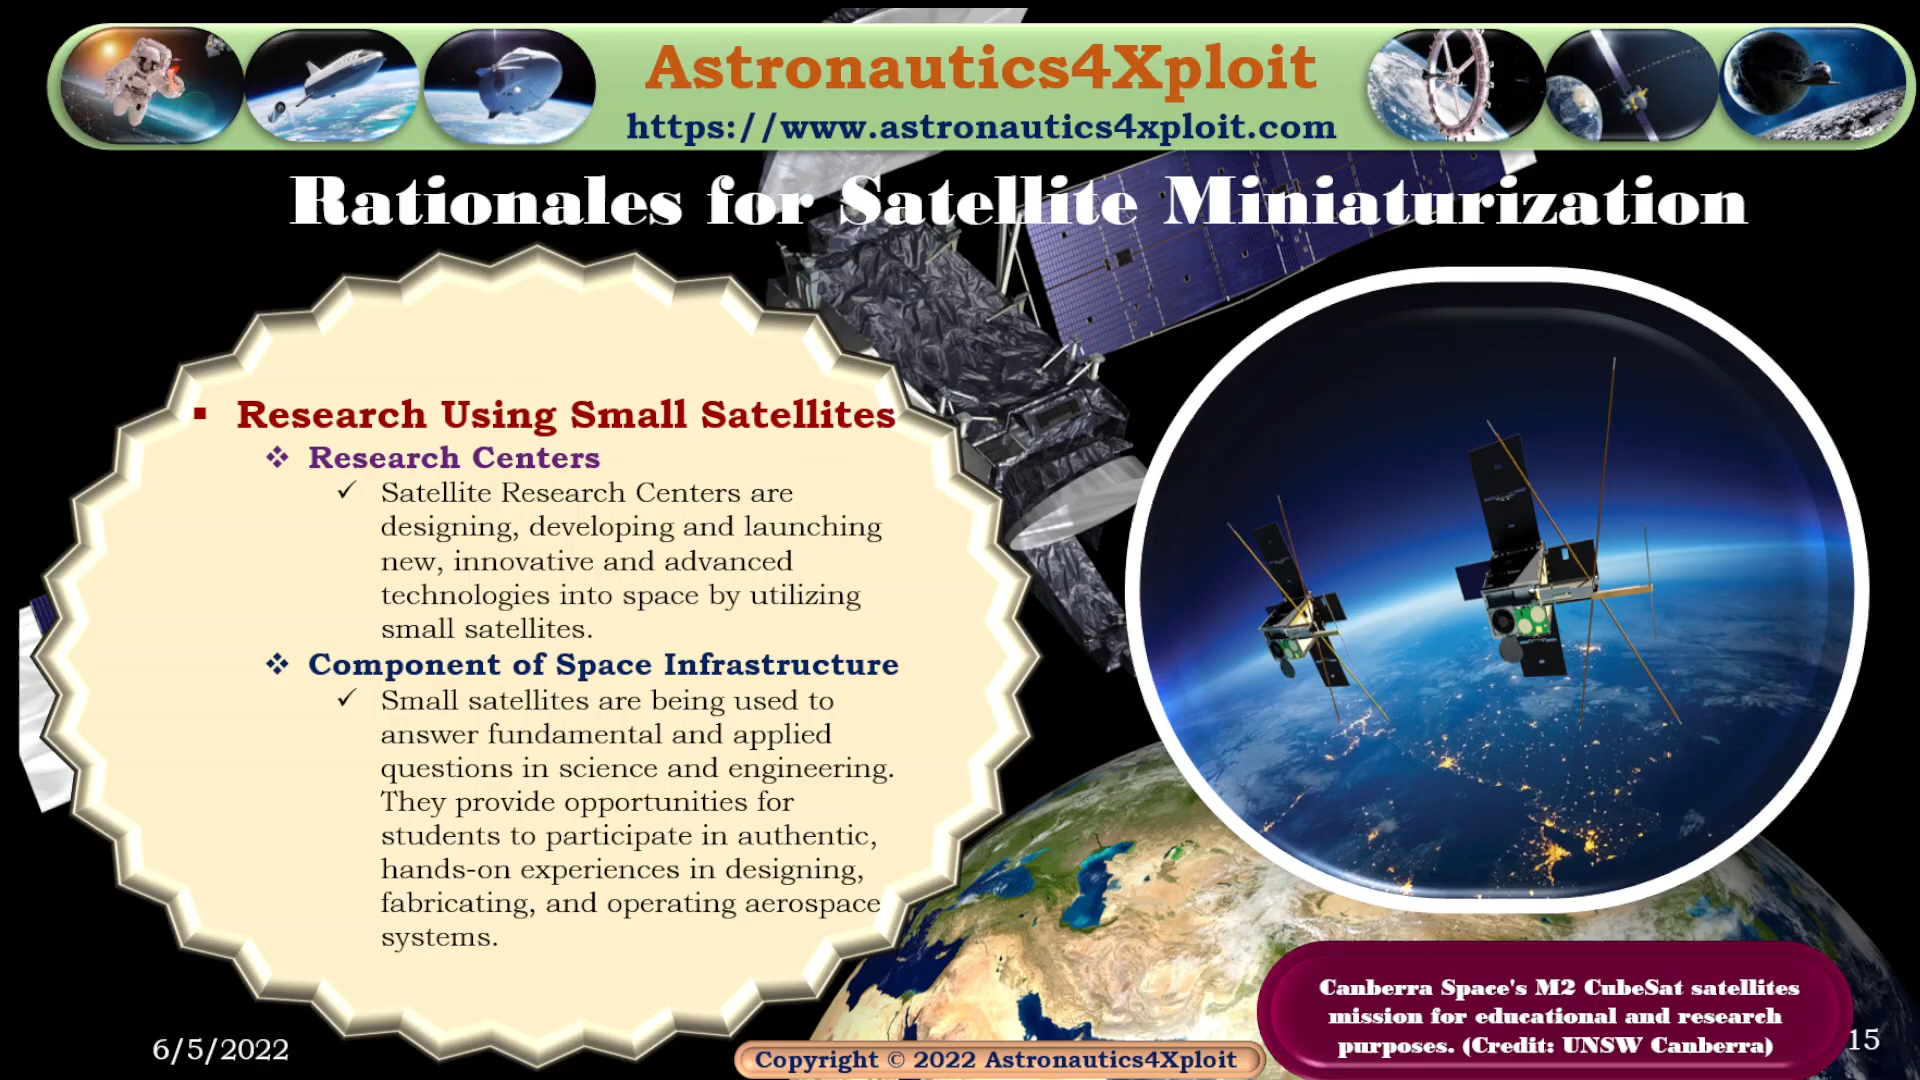 Astronautics4Xploit
https://www.astronautics4xploit.com
Rationales for Satellite Miniaturization
▪ Research Using Small Satellites
❖ Research Centers
✓ Satellite Research Centers are
designing, developing and launching
new, innovative and advanced
technologies into space by utilizing
small satellites.
❖ Component of Space Infrastructure
✓ Small satellites are being used to
answer fundamental and applied
questions in science and engineering.
They provide opportunities for
students to participate in authentic,
hands-on experiences in designing,
fabricating, and operating aerospace
systems.
Canberra Space's M2 CubeSat satellites
mission for educational and research
purposes. (Credit: UNSW Canberra)
6/5/2022
Copyright © 2022 Astronautics4Xploit
15